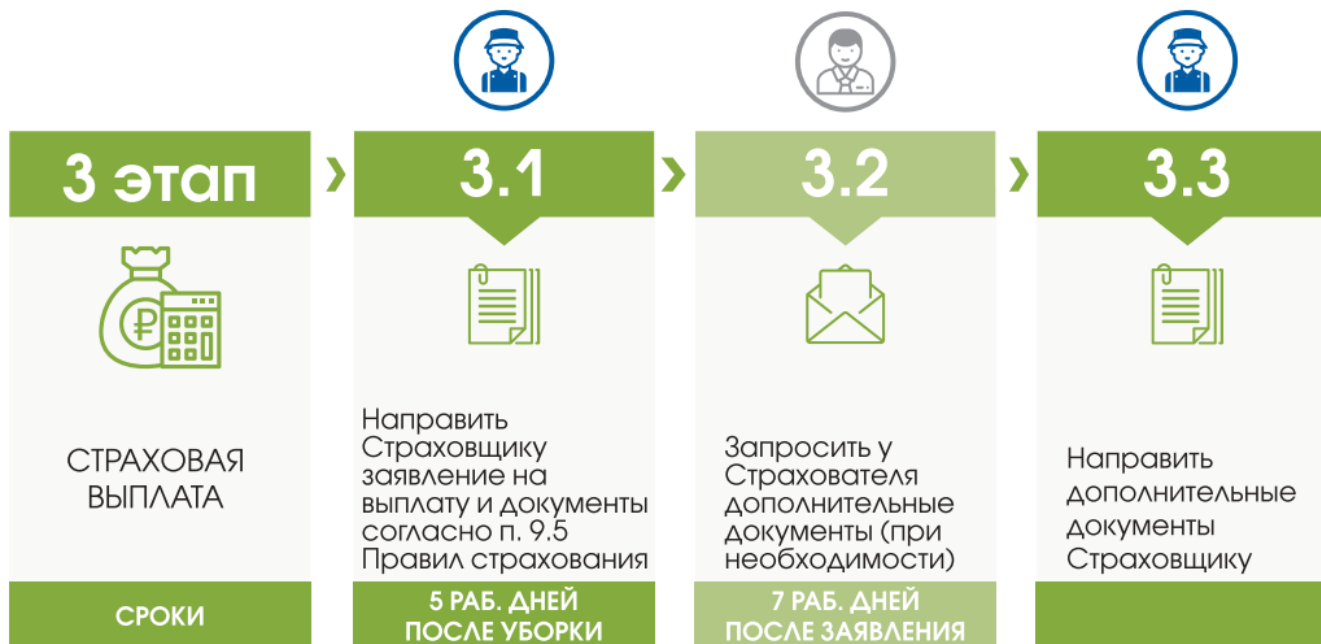 3 этап
3.1
3.2
3.3
СТРАХОВАЯ
ВЫПЛАТА
Направить
Страховщику
заявление на
выплату и документы
согласно п. 9.5
Правил страхования
Запросить у
Страхователя
дополнительные
документы (при
необходимости)
Направить
дополнительные
документы
Страховщику
СРОКИ
5 РАБ. ДНЕЙ
ПОСЛЕ УБОРКИ
7 РАБ. ДНЕЙ
ПОСЛЕ ЗАЯВЛЕНИЯ